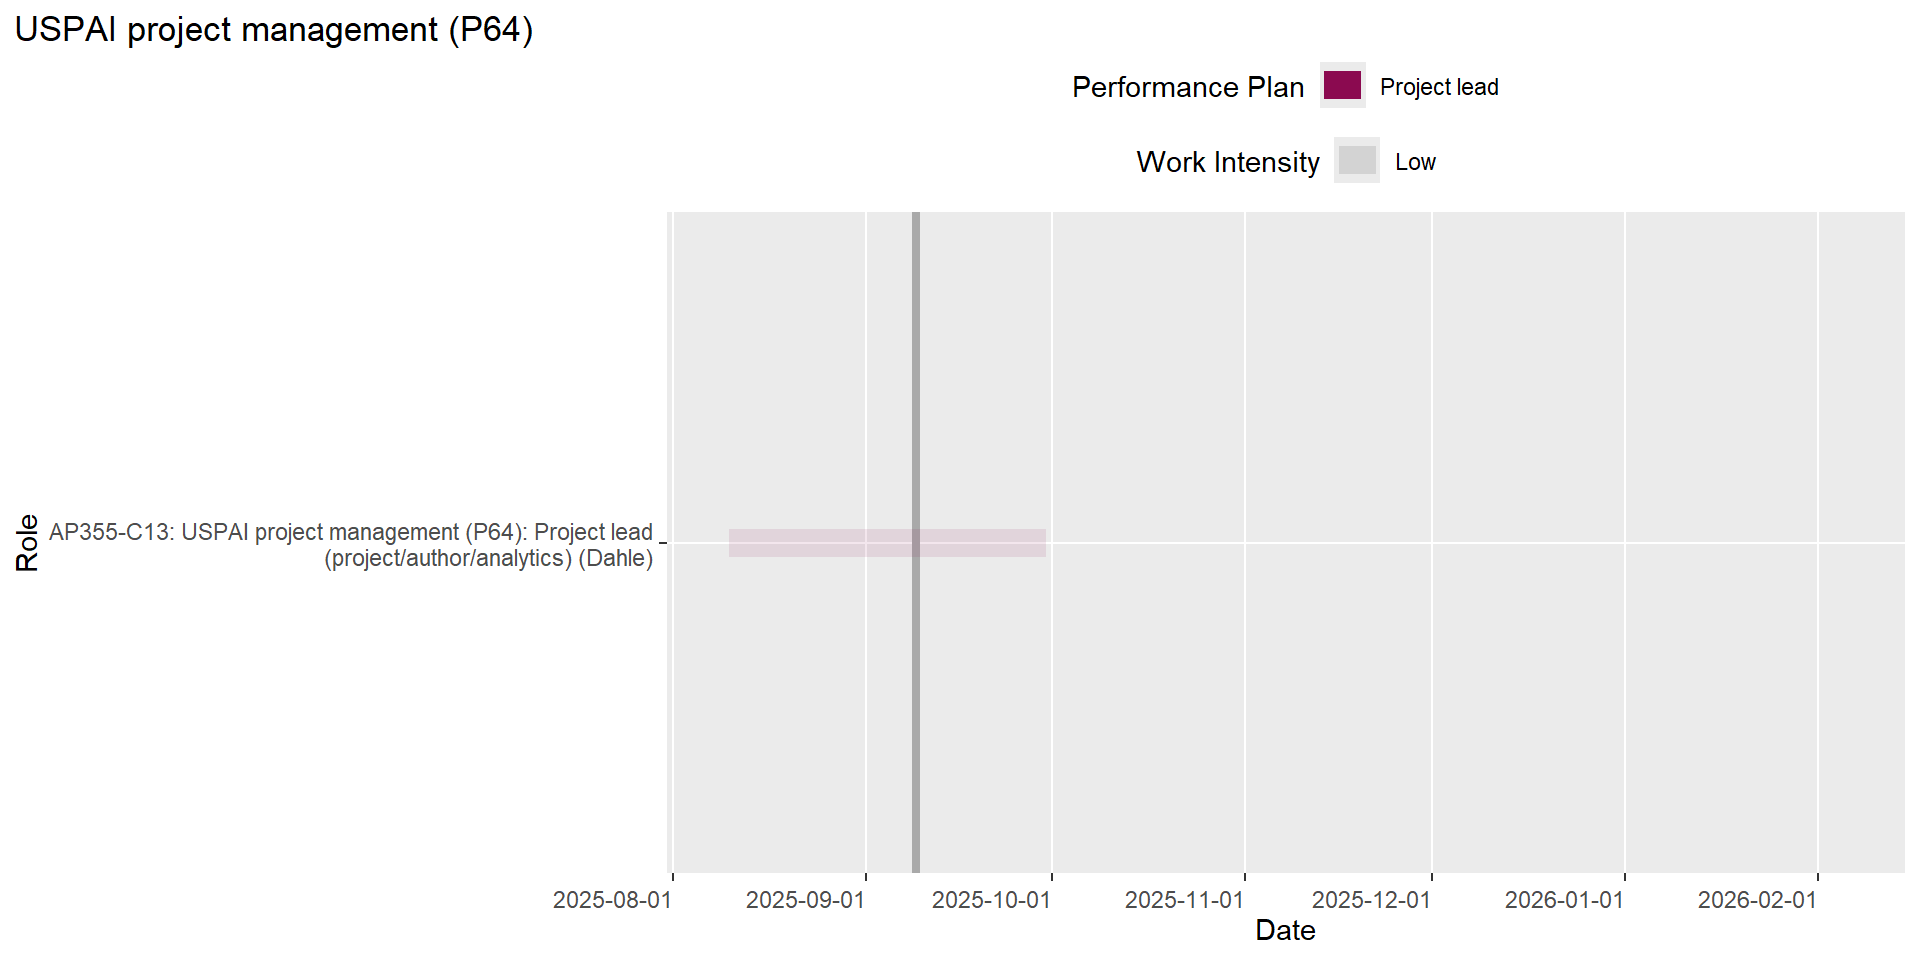 USPAI project management (P64)
Performance Plan
Project lead
Work Intensity
Low
Role
AP355-C13: USPAI project management (P64): Project lead
(project/author/analytics) (Dahle)
2025-08-01
2025-09-01
2025-10-01
2025-11-01
2025-12-01
2026-01-01
2026-02-01
Date